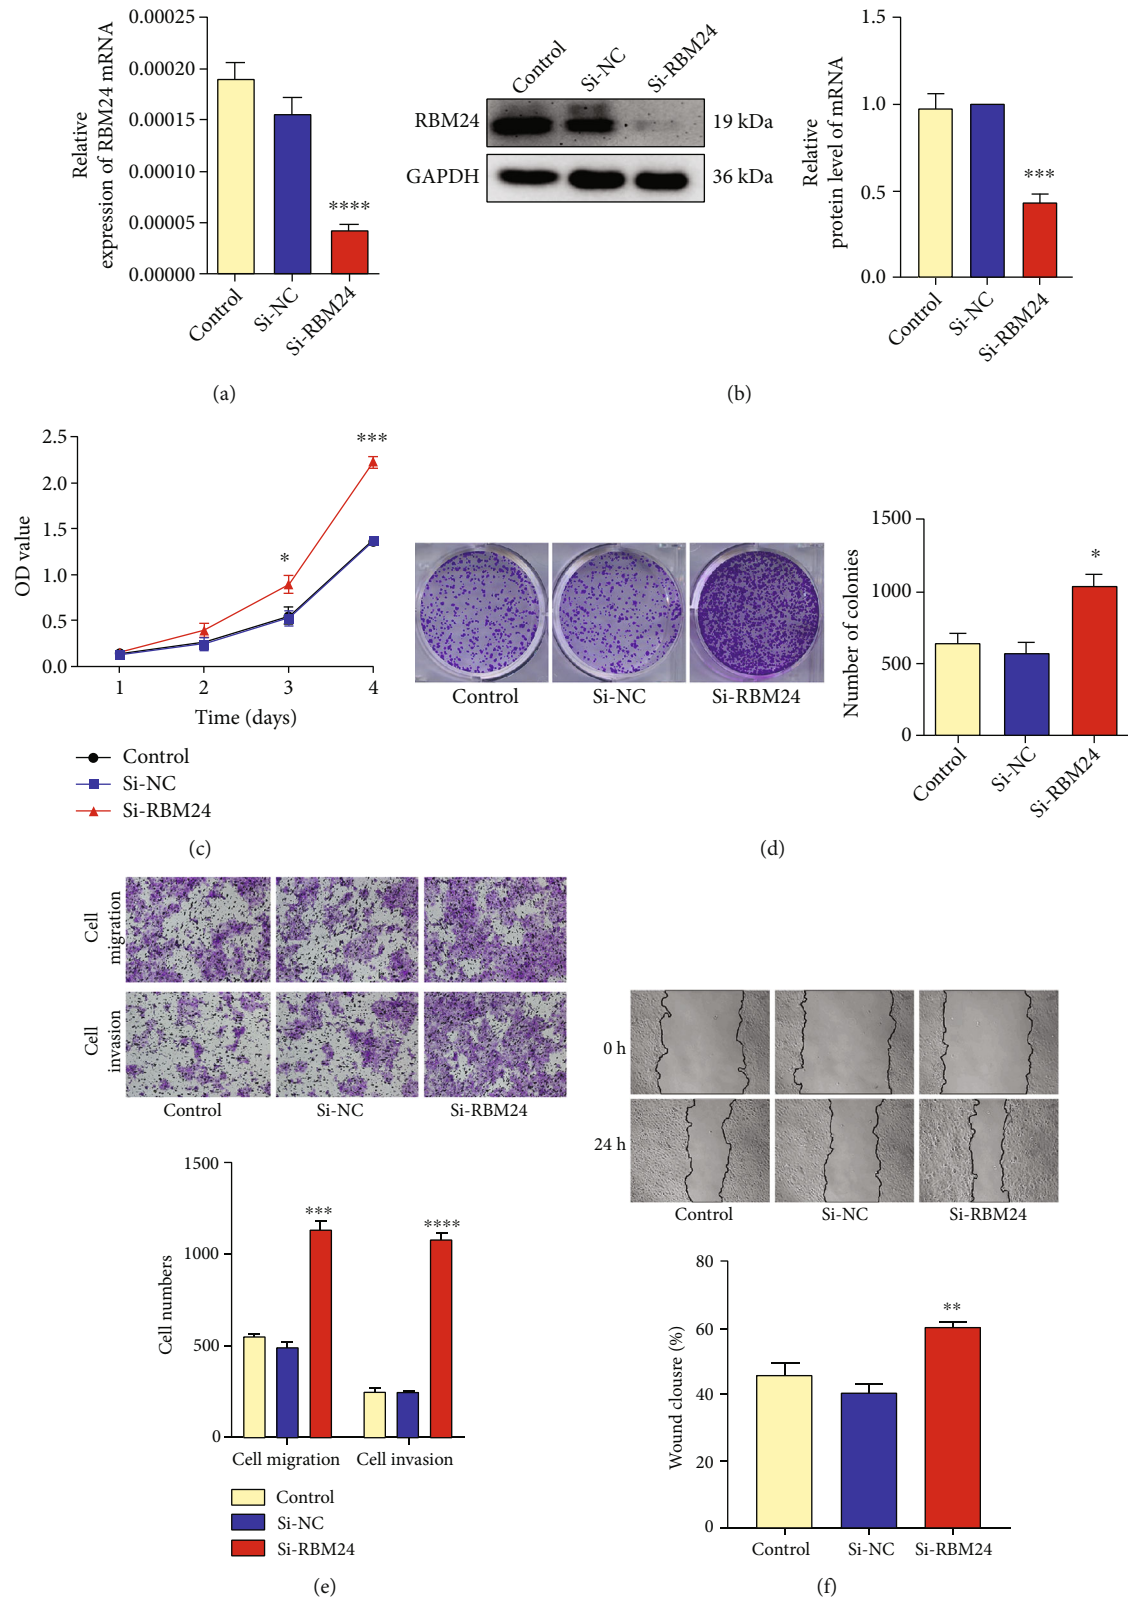 Relative
expression of RBM24 mRNA
0.00025
0.00020
0.00015
0.00010
0.00005
0.00000
****
Control
Si-NC
Si-RBM24
(a)
Control
Si-NC
Si-RBM24
RBM24
19 kDa
GAPDH
36 kDa
Relative
protein level of mRNA
1.5
1.0
0.5
0.0
***
Control
Si-NC
Si-RBM24
(b)
OD value
2.5
2.0
1.5
1.0
0.5
0.0
*
***
1 2 3 4
Time (days)
Control
Si-NC
Si-RBM24
(c)
Control Si-NC Si-RBM24
Number of colonies
1500
1000
500
0
*
Control
Si-NC
Si-RBM24
(d)
Cell
migration
Cell
invasion
Control Si-NC Si-RBM24
Cell numbers
1500
1000
500
0
***
****
Cell migration Cell invasion
Control
Si-NC
Si-RBM24
(e)
0 h
24 h
Control Si-NC Si-RBM24
Wound clousre (%)
80
60
40
20
0
**
Control Si-NC Si-RBM24
(f)